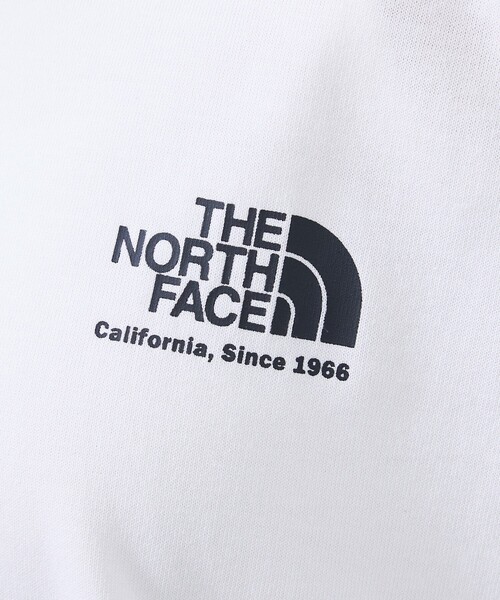 THE
NORTH
FACE
California, Since 1966